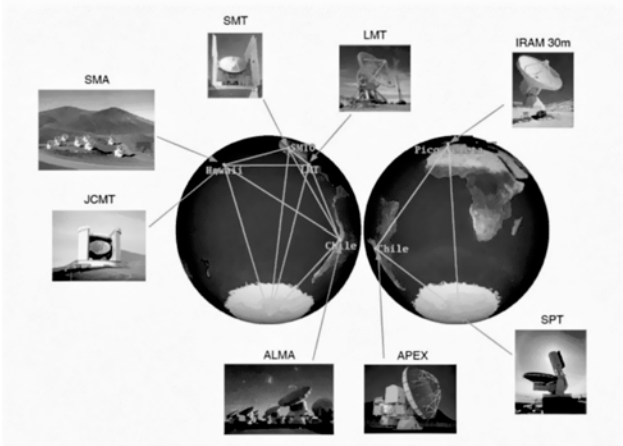 SMT
LMT
IRAM 30m
SMA
SMTO
Pico
Hawaii
LMT
JCMT
Chile
Chile
SPT
ALMA
APEX